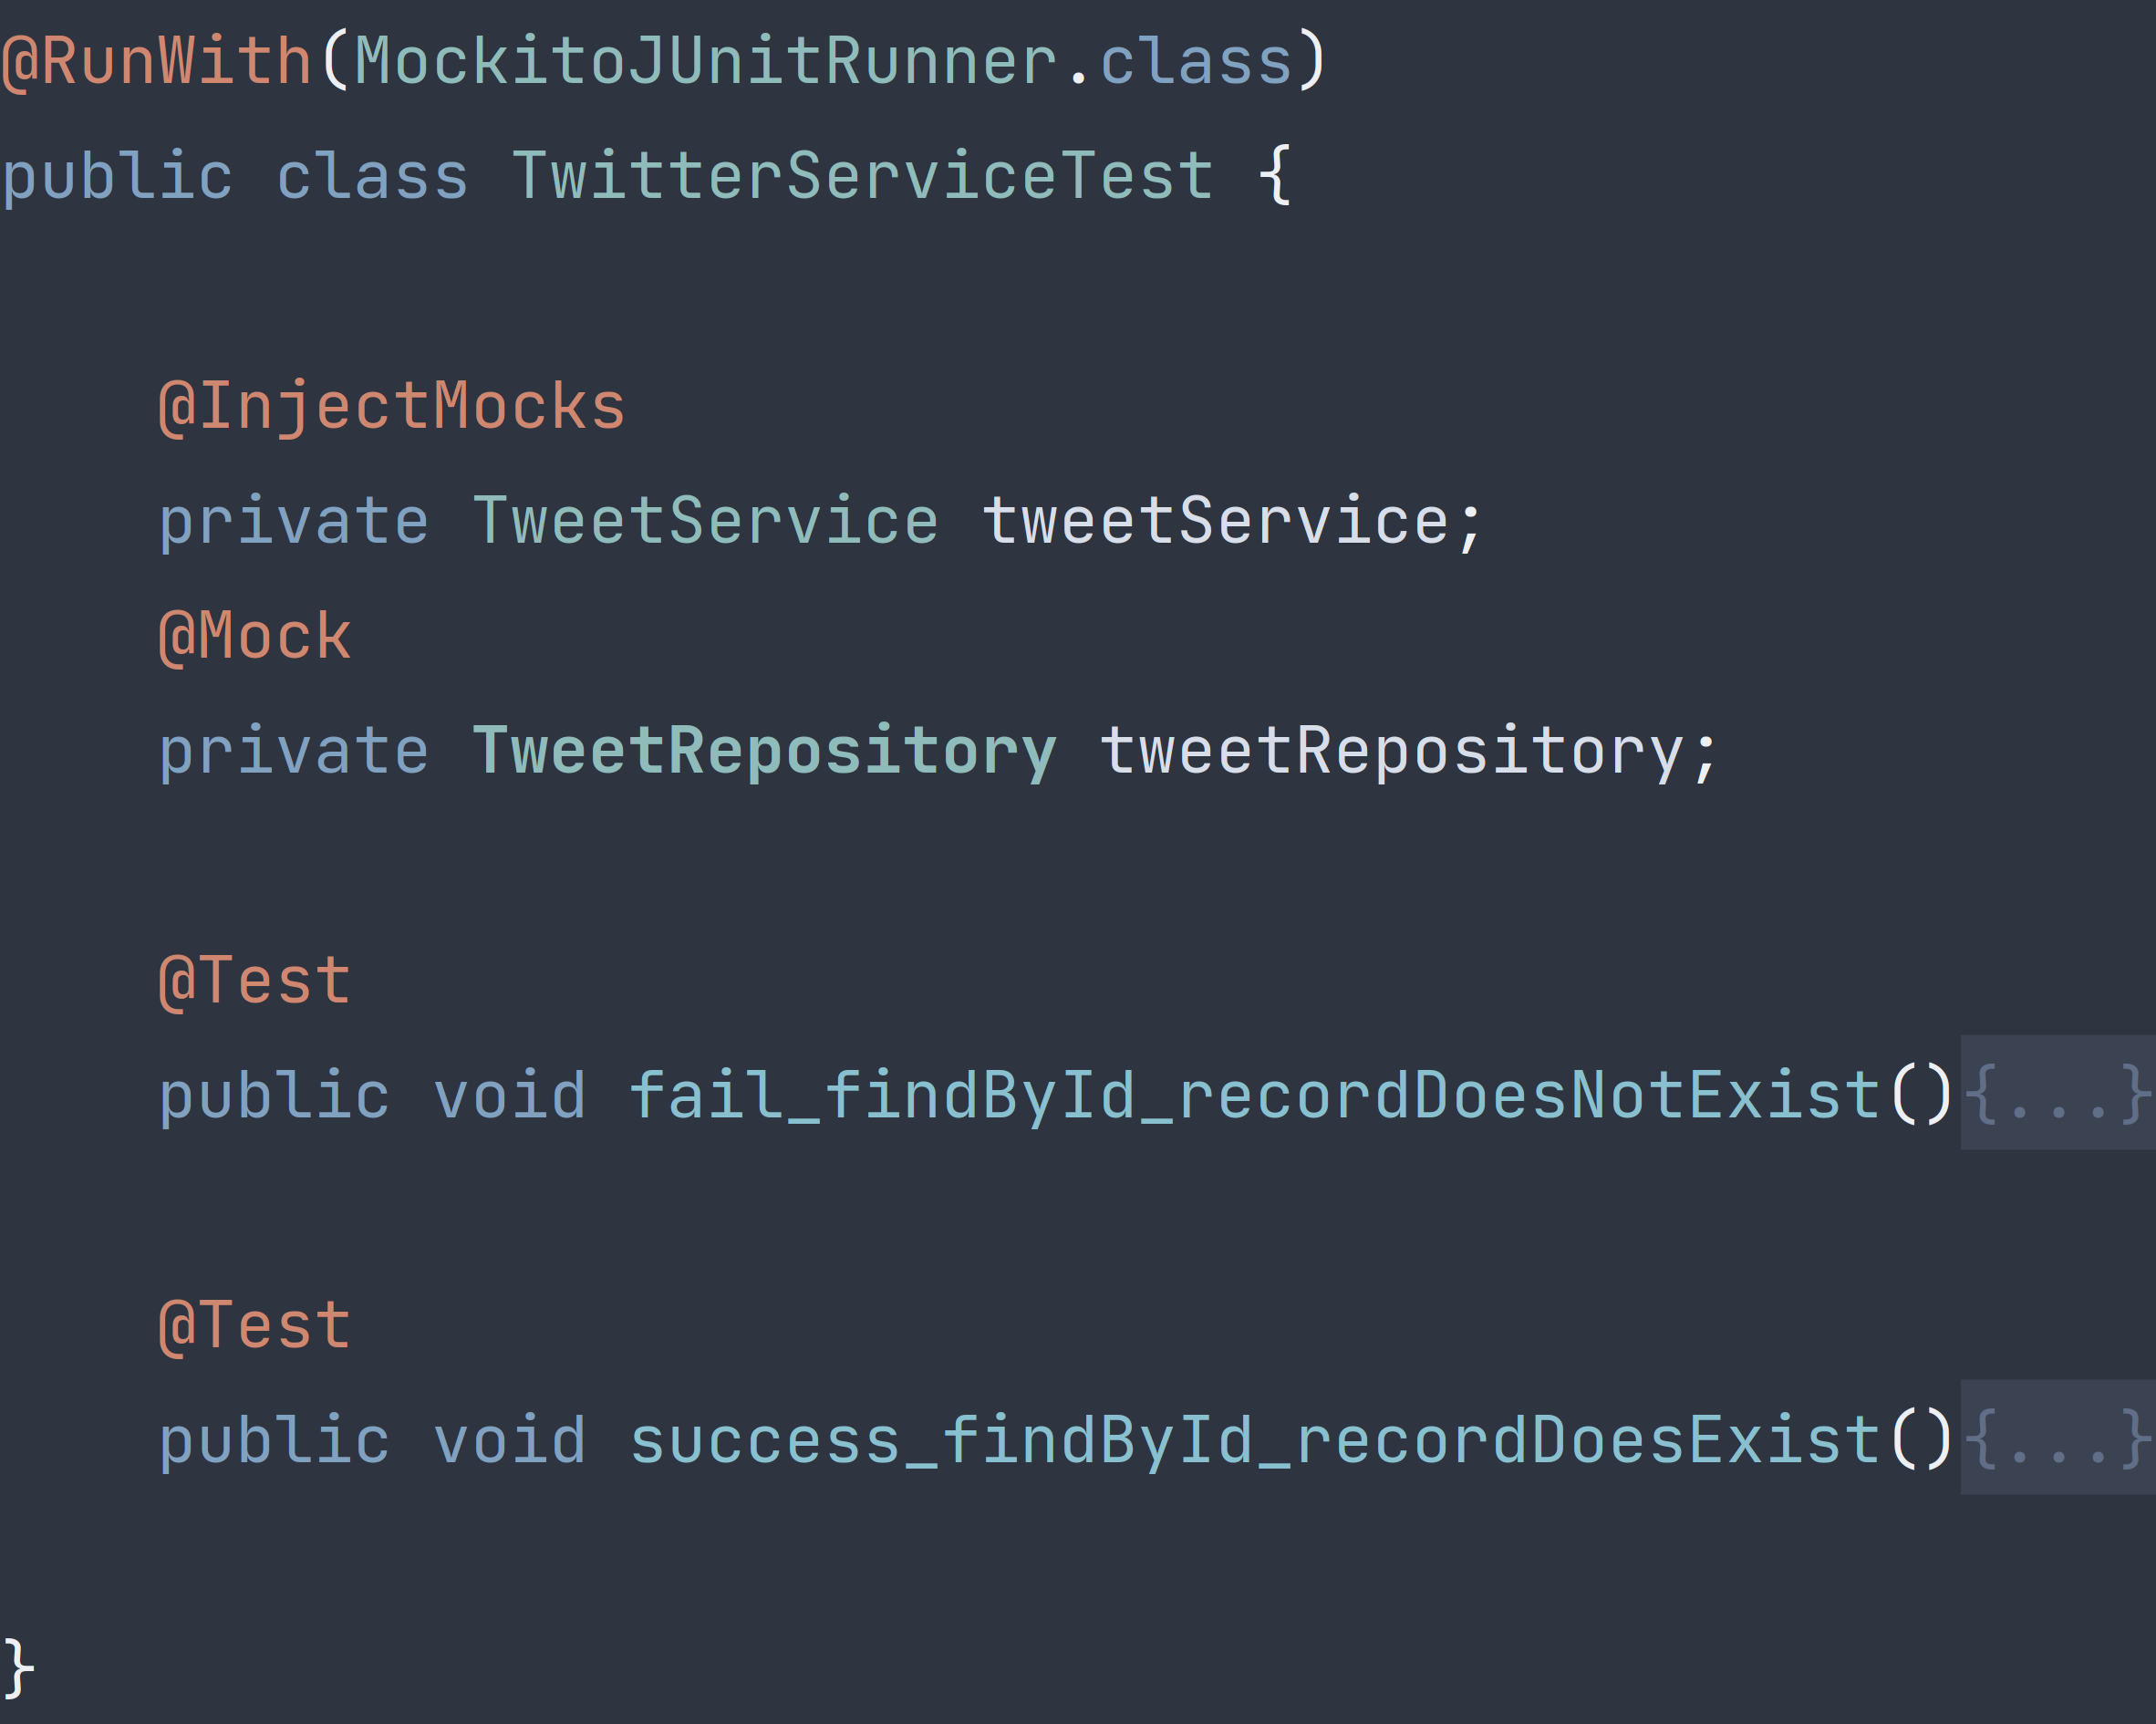 @RunWith(MockitoJUnitRunner.class)
public class TwitterServiceTest {
@InjectMocks
private TweetService tweetService;
@Mock
private TweetRepository tweetRepository;
@Test
public void fail_findById_recordDoesNotExist(){...}
@Test
public void success_findById_recordDoesExist(){...}
}